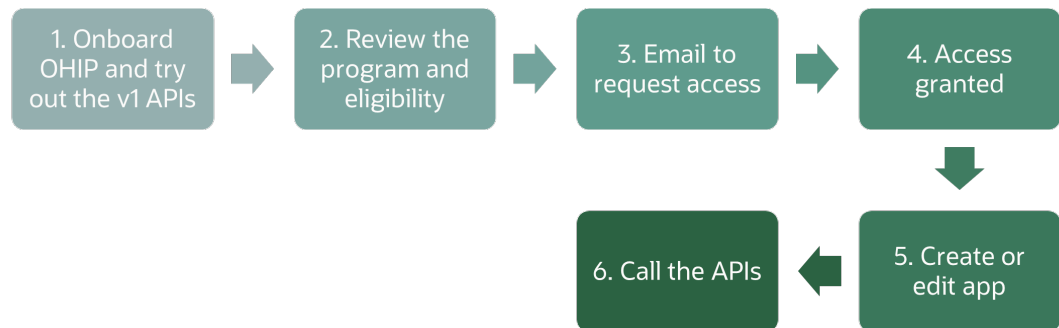 1. Onboard
OHIP and try
out the v1 APIs
2. Review the
program and
eligibility
3. Email to
request access
4. Access
granted
5. Create or
edit app
6. Call the APIs